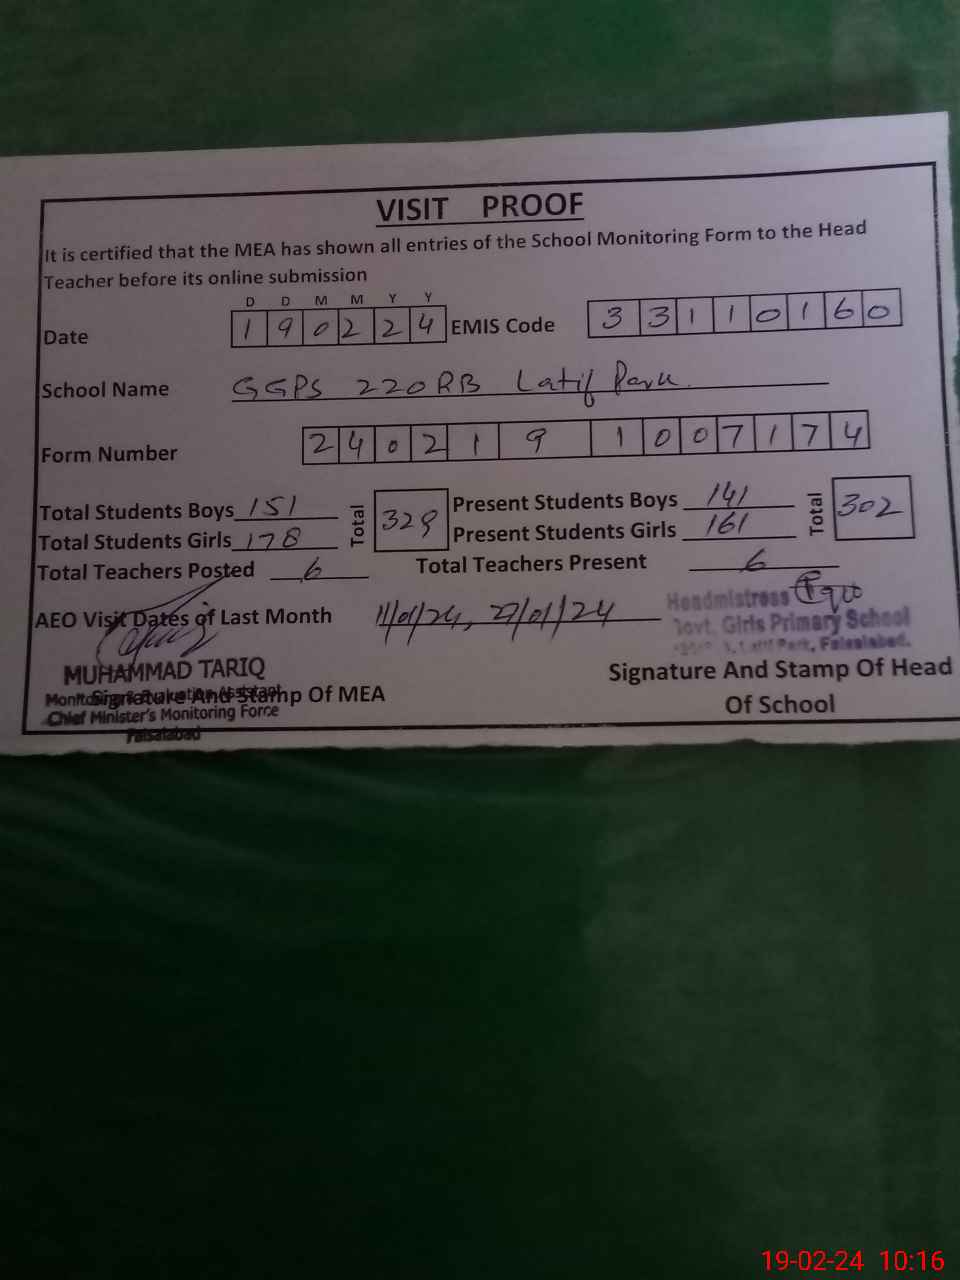 VISIT PROOF
It is certified that the MEA has shown all entries of the School Monitoring Form to the Head
Teacher before its online submission
D D M M Y Y
Date 1 9 0 2 2 4 EMIS Code 3 3 1 1 0 1 6 0
School Name GGPS 220RB Latif Park.
Form Number 2 4 0 2 1 9 1 0 0 7 1 7 4
Total Students Boys 151 Total 329 Present Students Boys 141 Total 302
Total Students Girls 178 Present Students Girls 161
Total Teachers Posted 6 Total Teachers Present 6
AEO Visit Dates of Last Month 11/01/24, 27/01/24
Headmistress
Govt. Girls Primary School
Latif Park, Faisalabad.
MUHAMMAD TARIQ
Monitoring & Evaluation Assistant
Signature And Stamp Of MEA
Chief Minister's Monitoring Force
Faisalabad
Signature And Stamp Of Head
Of School
19-02-24 10:16